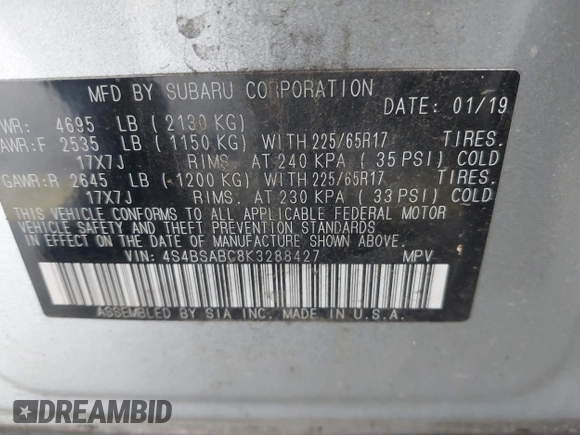 MFD BY SUBARU CORPORATION
DATE: 01/19
WR: 4695 LB ( 2130 KG)
AWR:F 2535 LB ( 1150 KG) WITH 225/65R17 TIRES.
17X7J RIMS. AT 240 KPA ( 35 PSI) COLD
GAWR:R 2645 LB ( 1200 KG) WITH 225/65R17 TIRES.
17X7J RIMS. AT 230 KPA ( 33 PSI) COLD
THIS VEHICLE CONFORMS TO ALL APPLICABLE FEDERAL MOTOR
VEHICLE SAFETY AND THEFT PREVENTION STANDARDS
IN EFFECT ON THE DATE OF MANUFACTURE SHOWN ABOVE.
VIN: 4S4BSABC8K3288427 MPV
ASSEMBLED BY SIA INC. MADE IN U.S.A.
DREAMBID